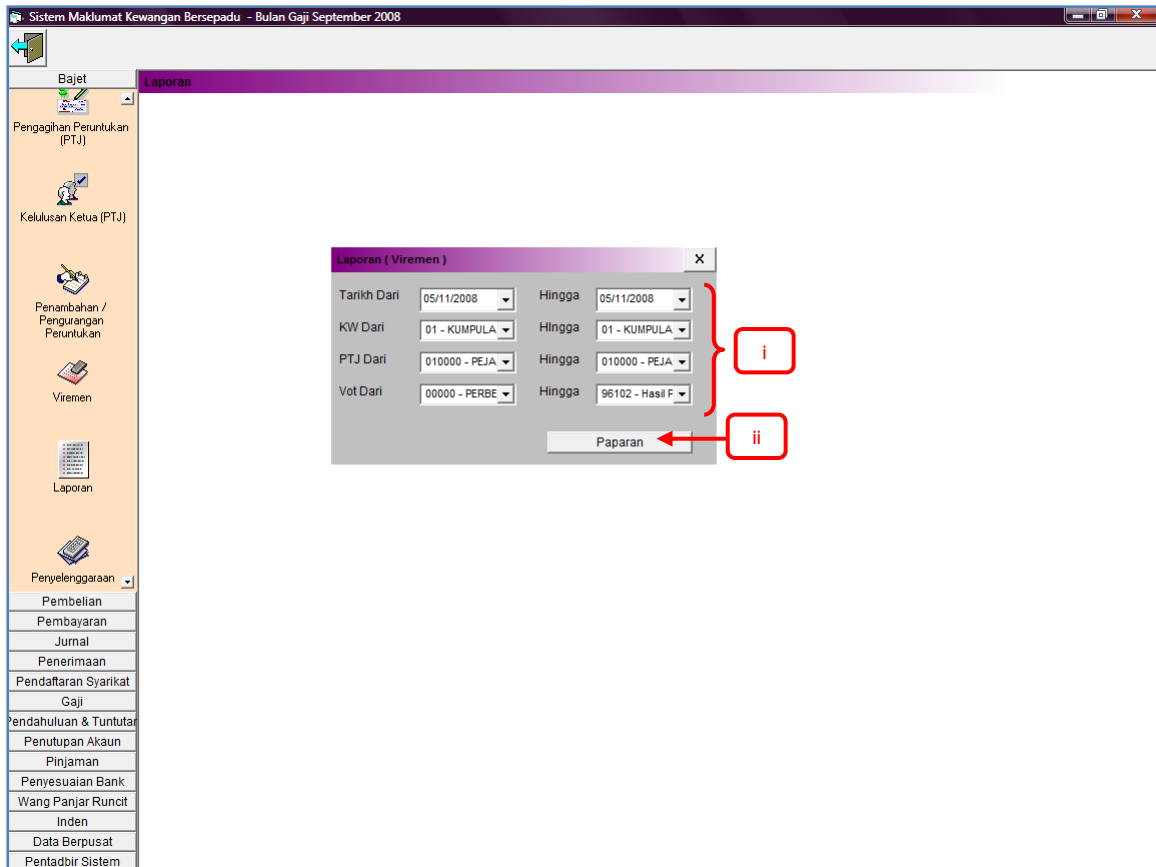 Sistem Maklumat Kewangan Bersepadu - Bulan Gaji September 2008
X
Bajet
Laporan
Pengagihan Peruntukan
(PTJ)
Kelulusan Ketua (PTJ)
Penambahan /
Pengurangan
Peruntukan
Viremen
Laporan
Penyelenggaraan
Pembelian
Pembayaran
Jurnal
Penerimaan
Pendaftaran Syarikat
Gaji
Pendahuluan & Tuntutan
Penutupan Akaun
Pinjaman
Penyesuaian Bank
Wang Panjar Runcit
Inden
Data Berpusat
Pentadbir Sistem
Laporan ( Viremen ) X
Tarikh Dari 05/11/2008 Hingga 05/11/2008
KW Dari 01 - KUMPULA HIngga 01 - KUMPULA
PTJ Dari 010000 - PEJA Hingga 010000 - PEJA
Vot Dari 00000 - PERBE Hingga 96102 - Hasil F
i
Paparan
ii